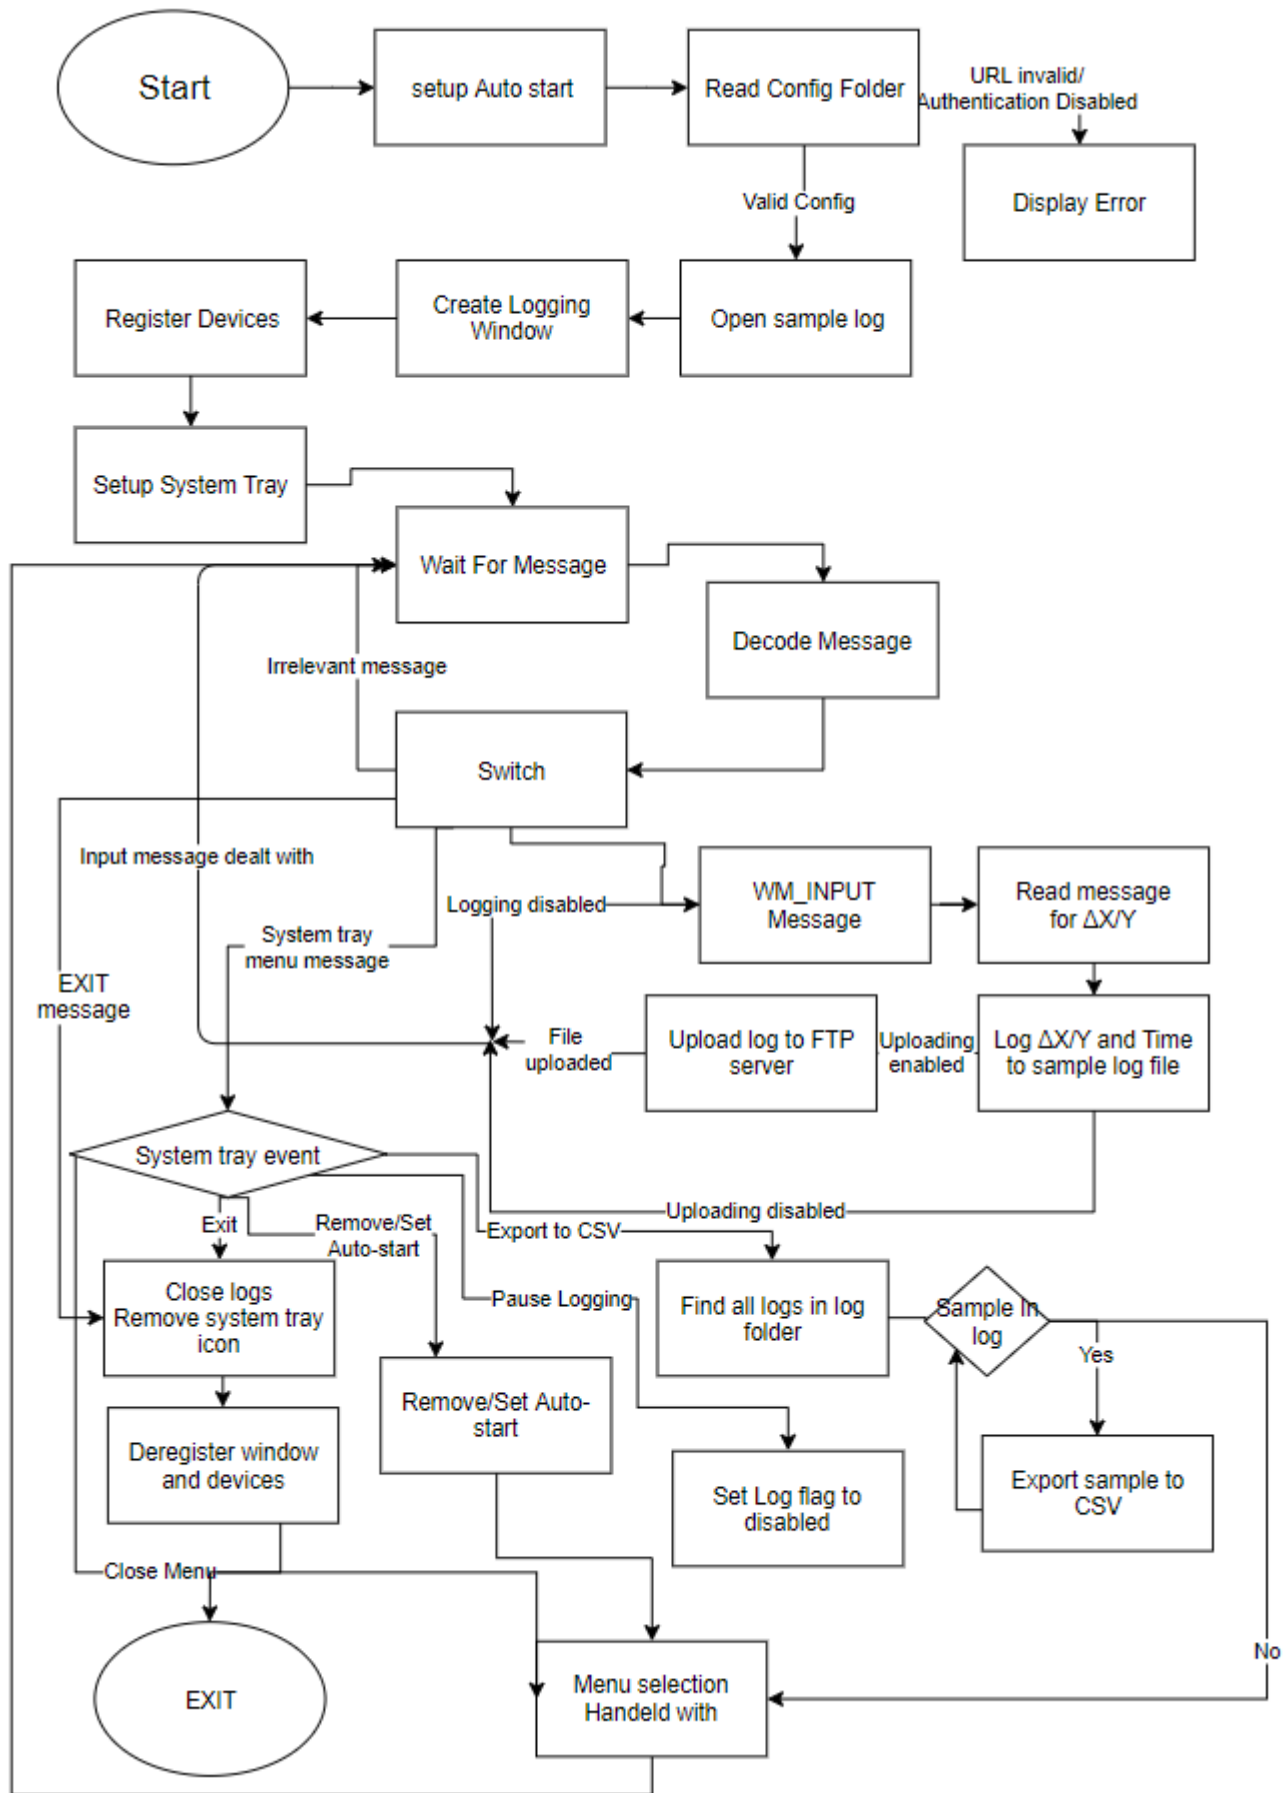 Start
setup Auto start
Read Config Folder
URL invalid/
Authentication Disabled
Display Error
Valid Config
Register Devices
Create Logging
Window
Open sample log
Setup System Tray
Wait For Message
Decode Message
Irrelevant message
Switch
Input message dealt with
Logging disabled
WM_INPUT
Message
Read message
for ΔX/Y
System tray
menu message
EXIT
message
File
uploaded
Upload log to FTP
server
Uploading
enabled
Log ΔX/Y and Time
to sample log file
System tray event
Uploading disabled
Exit
Remove/Set
Auto-start
Export to CSV
Close logs
Remove system tray
icon
Pause Logging
Find all logs in log
folder
Sample In
log
Yes
Remove/Set Auto-
start
Deregister window
and devices
Set Log flag to
disabled
Export sample to
CSV
Close Menu
No
EXIT
Menu selection
Handeld with